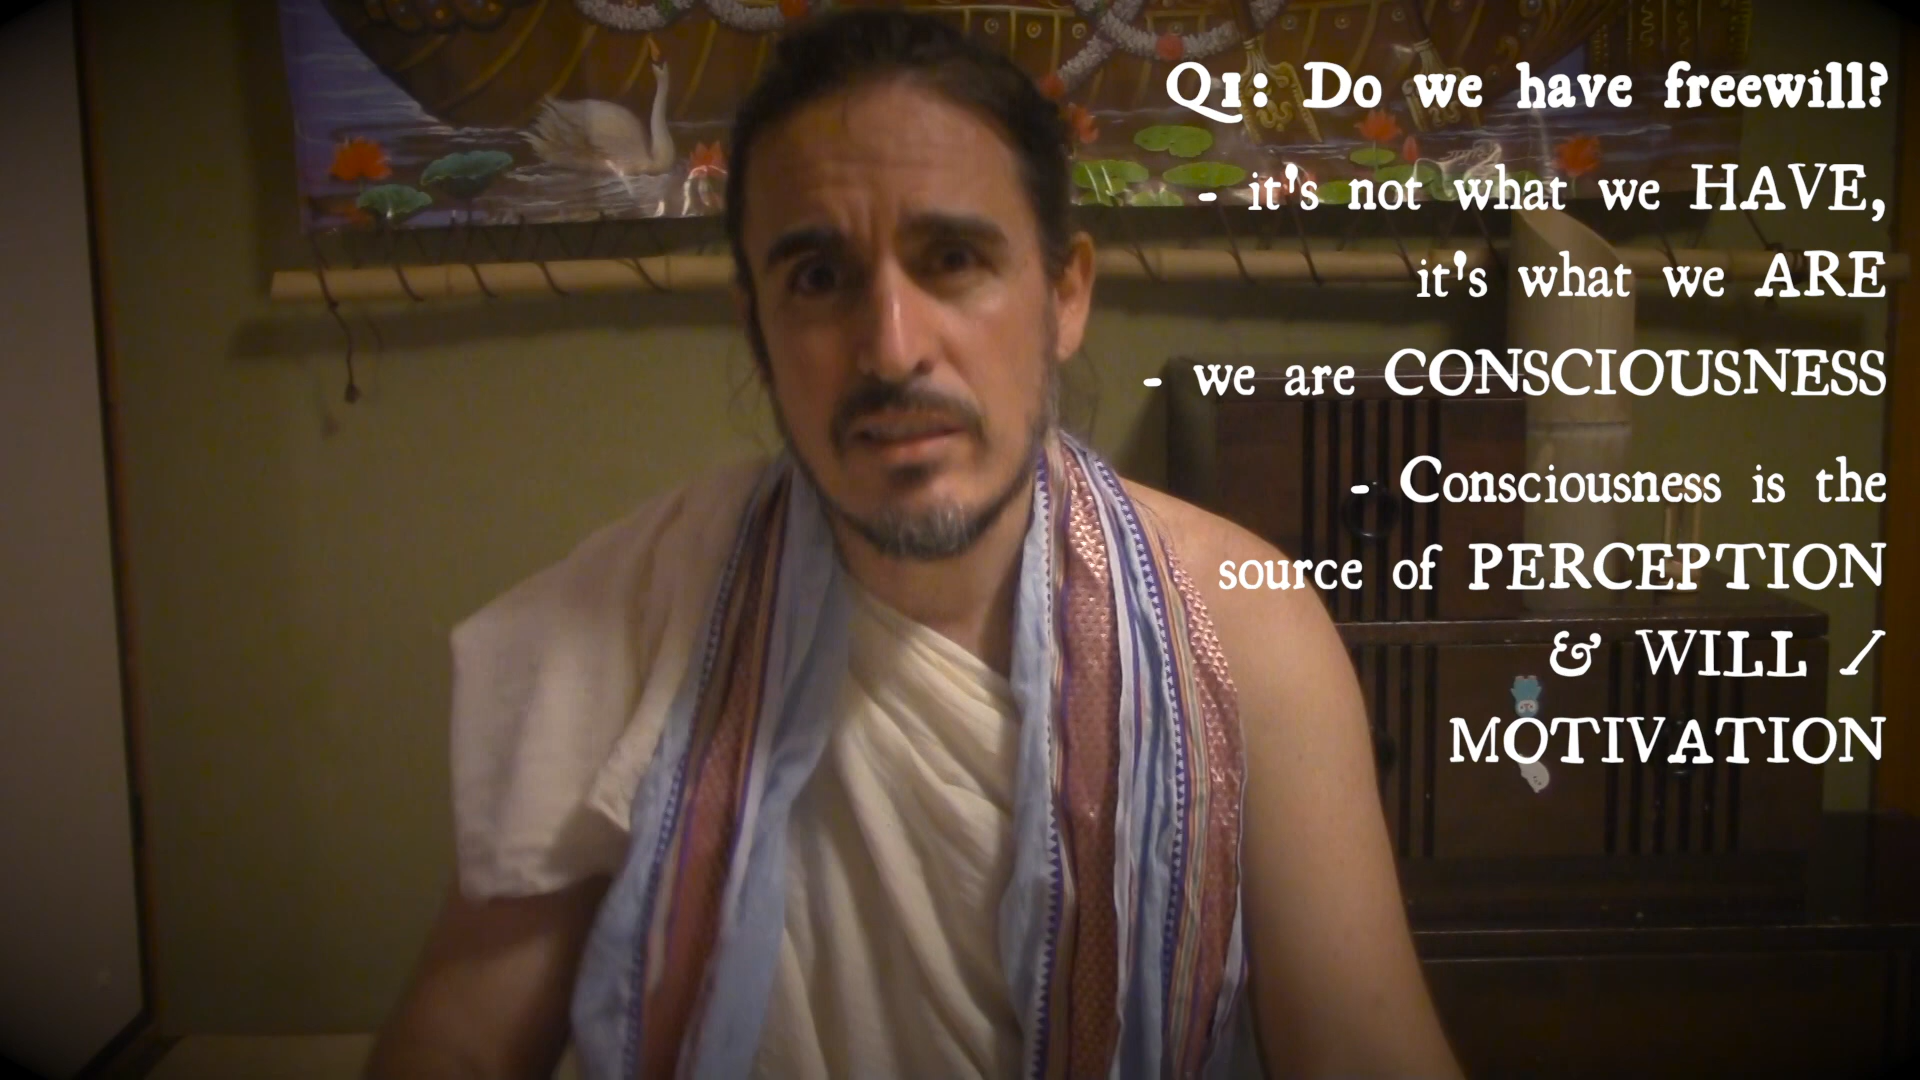 Q1: Do we have freewill?
- it's not what we HAVE,
it's what we ARE
- we are CONSCIOUSNESS
- Consciousness is the
source of PERCEPTION
& WILL /
MOTIVATION